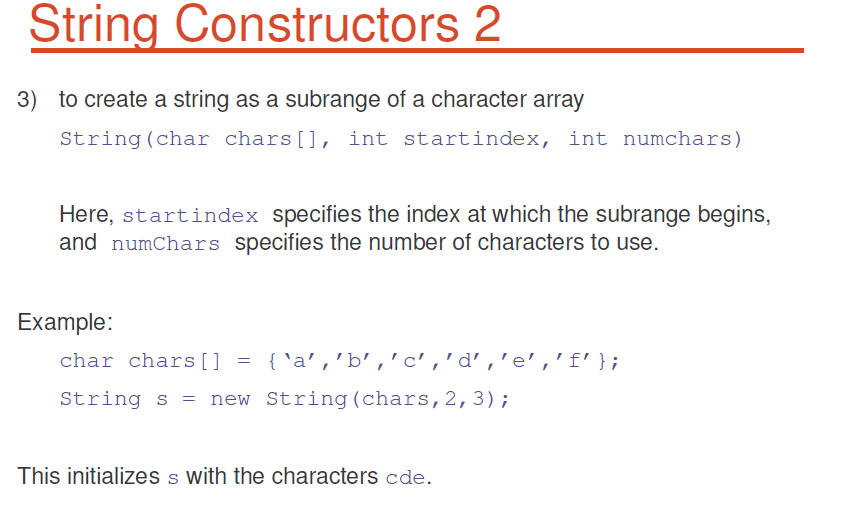 String Constructors 2
3) to create a string as a subrange of a character array
String(char chars[], int startindex, int numchars)
Here, startindex specifies the index at which the subrange begins,
and numChars specifies the number of characters to use.
Example:
char chars[] = {‘a’,’b’,’c’,’d’,’e’,’f’};
String s = new String(chars,2,3);
This initializes s with the characters cde.